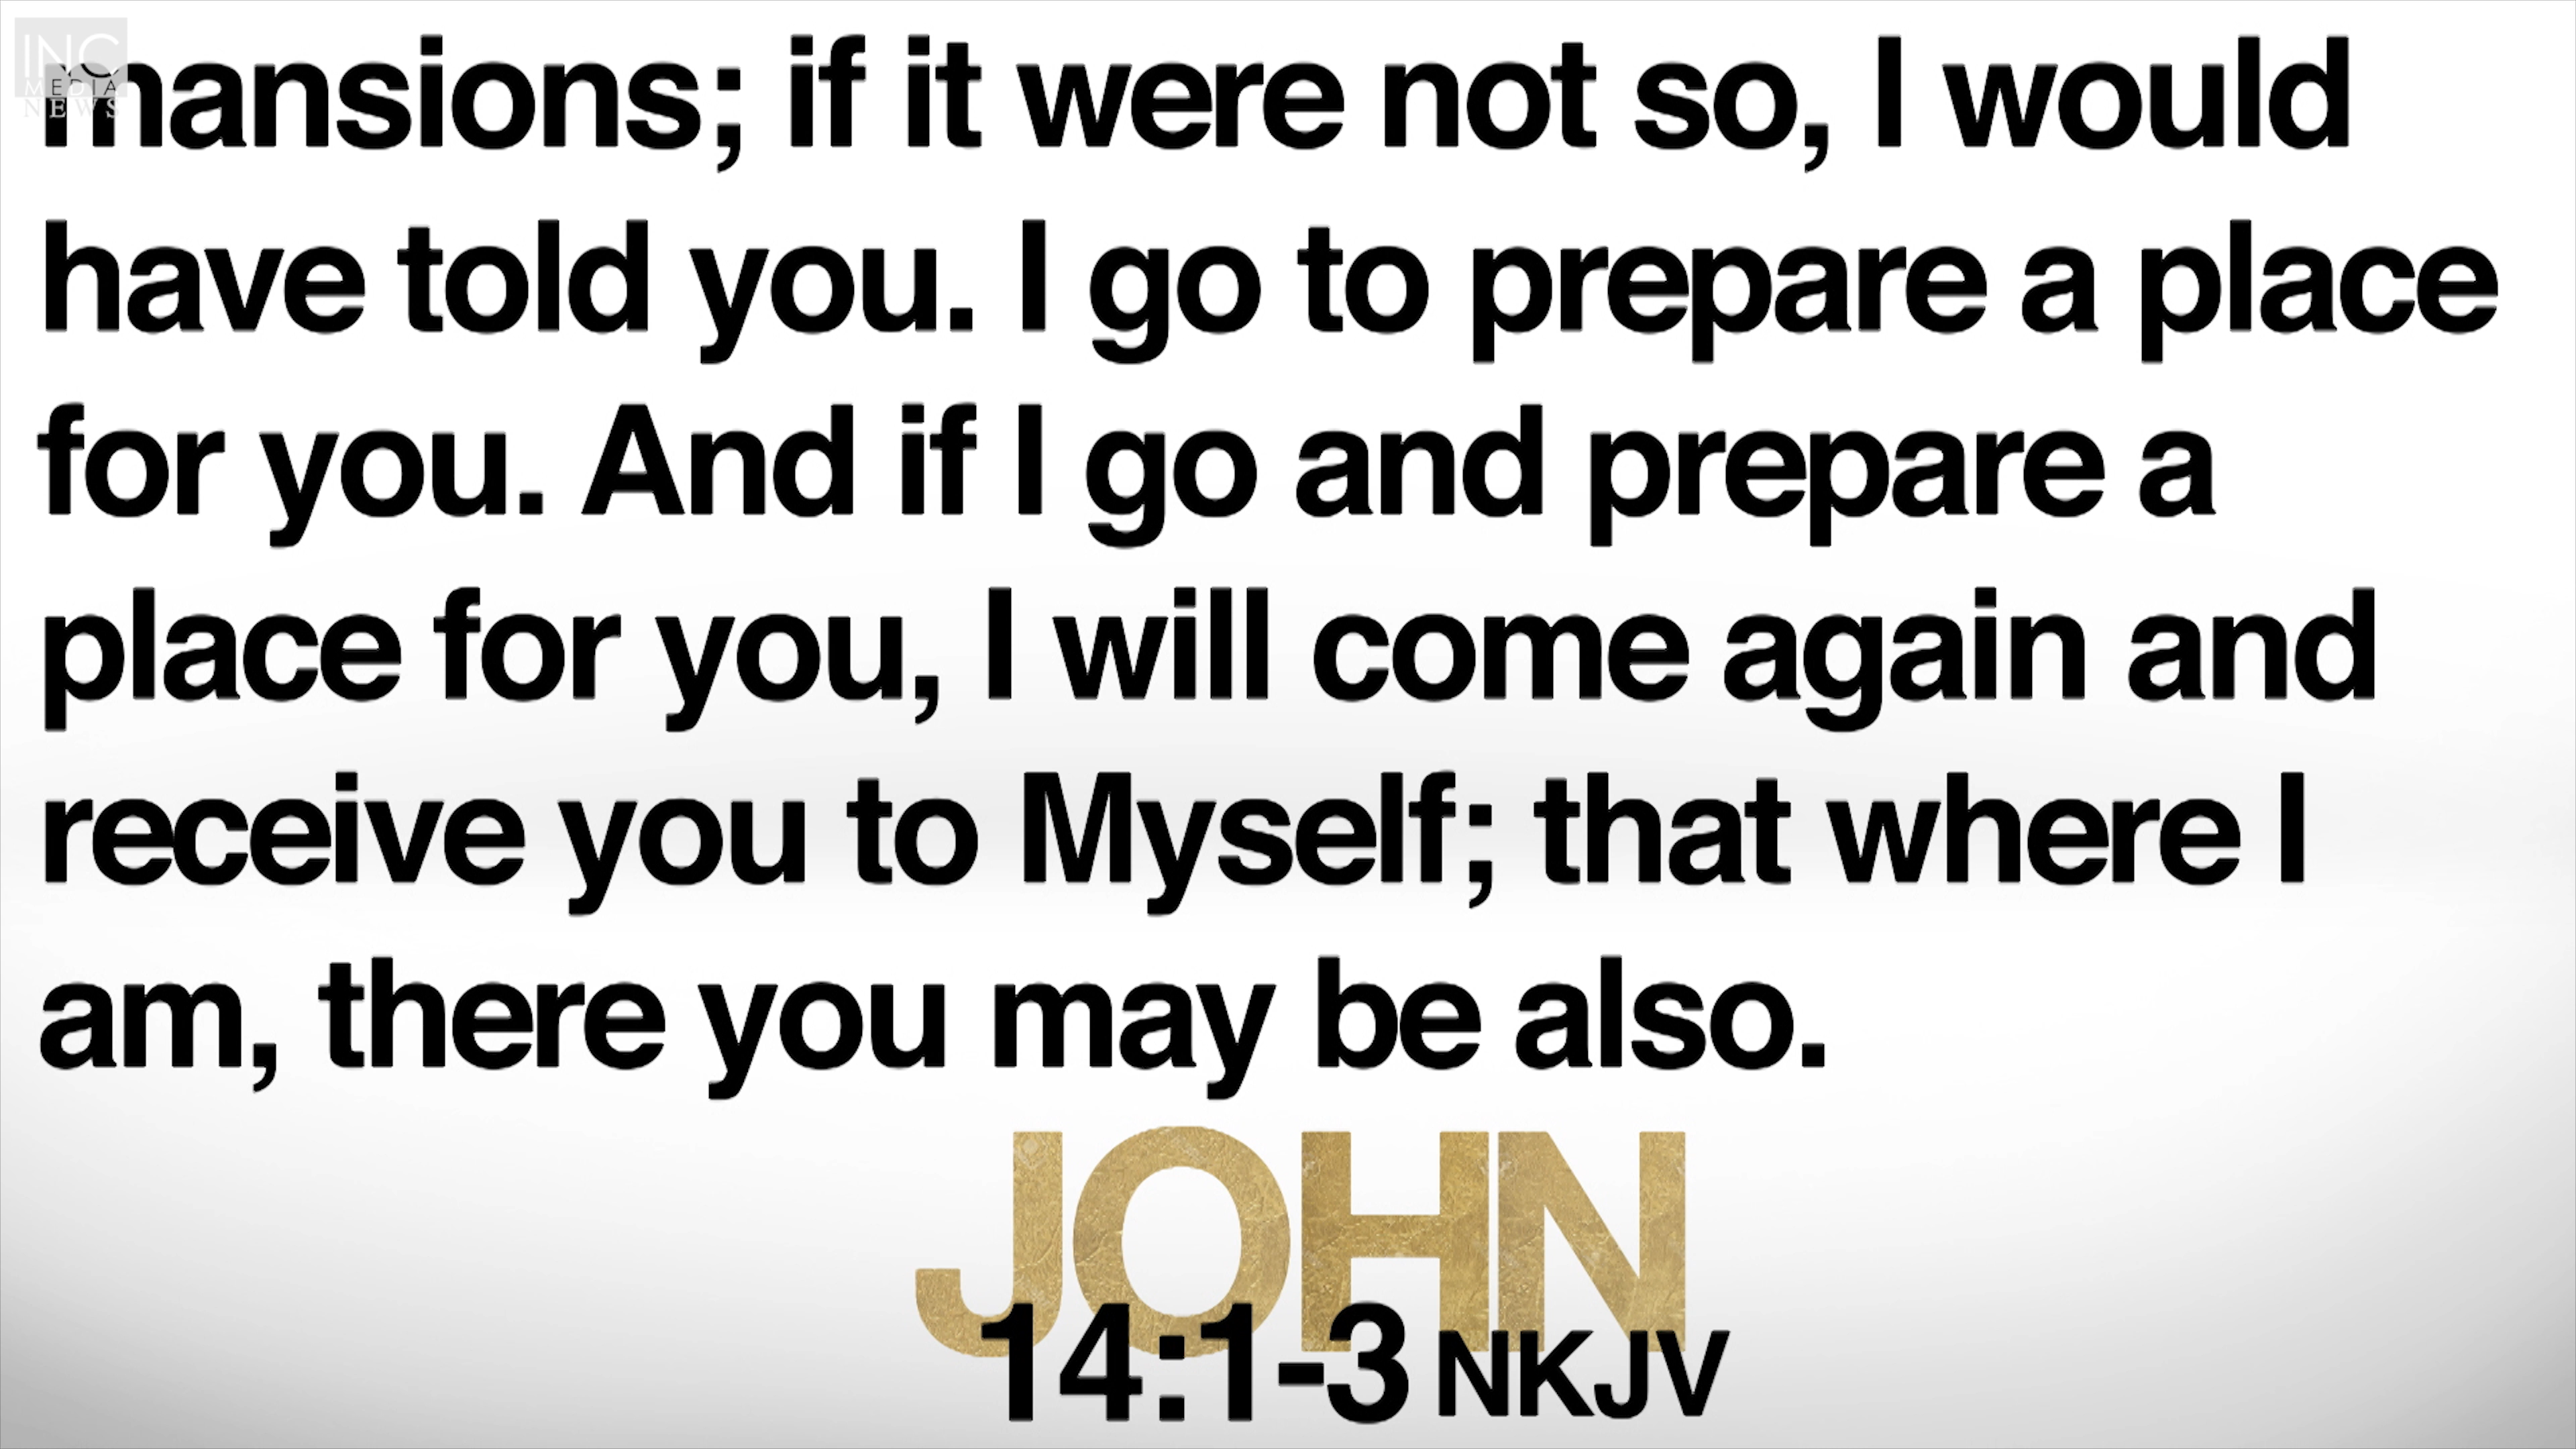 INC
MEDIA
NEWS
mansions; if it were not so, I would
have told you. I go to prepare a place
for you. And if I go and prepare a
place for you, I will come again and
receive you to Myself; that where I
am, there you may be also.
JOHN
14:1-3 NKJV